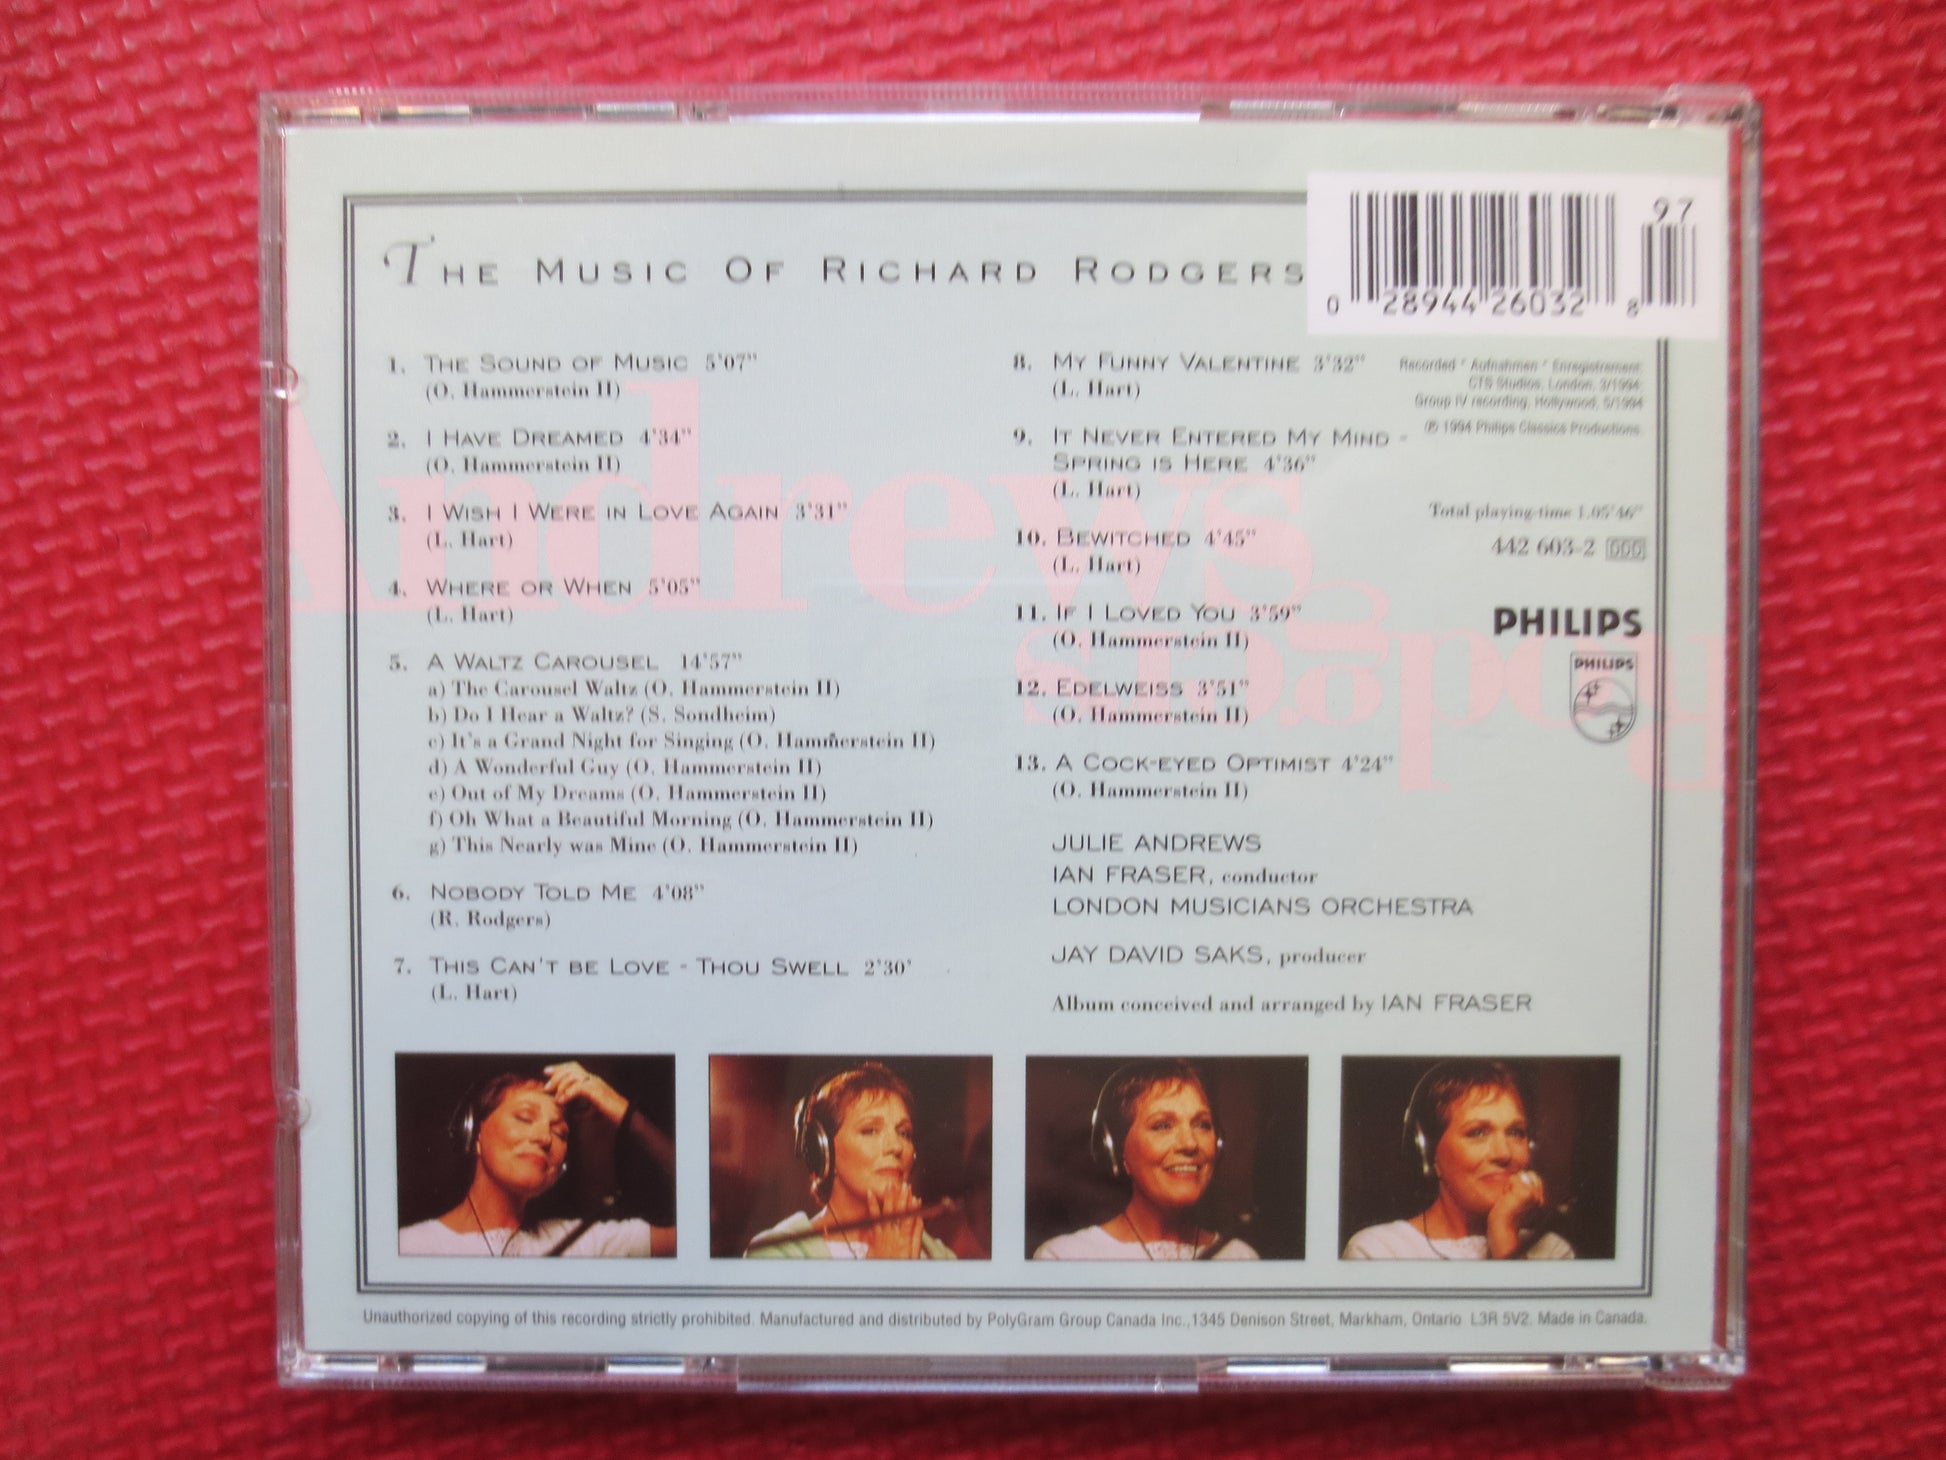 The Music Of Richard Rodgers
97
0 28944 26032 8
1. The Sound of Music 5'07"
(O. Hammerstein II)
2. I Have Dreamed 4'34"
(O. Hammerstein II)
3. I Wish I Were in Love Again 3'31"
(L. Hart)
4. Where or When 5'05"
(L. Hart)
5. A Waltz Carousel 14'57"
a) The Carousel Waltz (O. Hammerstein II)
b) Do I Hear a Waltz? (S. Sondheim)
c) It's a Grand Night for Singing (O. Hammerstein II)
d) A Wonderful Guy (O. Hammerstein II)
e) Out of My Dreams (O. Hammerstein II)
f) Oh What a Beautiful Morning (O. Hammerstein II)
g) This Nearly was Mine (O. Hammerstein II)
6. Nobody Told Me 4'08"
(R. Rodgers)
7. This Can't be Love - Thou Swell 2'30'
(L. Hart)
8. My Funny Valentine 3'32"
(L. Hart)
9. It Never Entered My Mind -
Spring is Here 4'36"
(L. Hart)
10. Bewitched 4'45"
(L. Hart)
11. If I Loved You 3'59"
(O. Hammerstein II)
12. Edelweiss 3'51"
(O. Hammerstein II)
13. A Cock-eyed Optimist 4'24"
(O. Hammerstein II)
JULIE ANDREWS
IAN FRASER, conductor
LONDON MUSICIANS ORCHESTRA
JAY DAVID SAKS, producer
Album conceived and arranged by IAN FRASER
Recorded * Aufnahmen * Enregistrement:
CTS Studios, London, 3/1994;
Group IV recording, Hollywood, 5/1994
℗ 1994 Philips Classics Productions.
Total playing-time 1.05'46"
442 603-2 DDD
PHILIPS
PHILIPS
Andrews
Rodgers
Unauthorized copying of this recording strictly prohibited. Manufactured and distributed by PolyGram Group Canada Inc.,1345 Denison Street, Markham, Ontario L3R 5V2. Made in Canada.